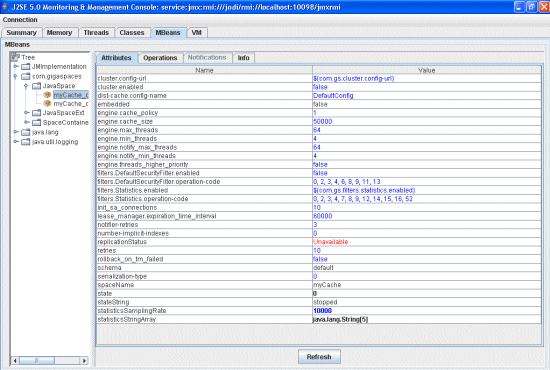 J2SE 5.0 Monitoring & Management Console: service:jmx:rmi:///jndi/rmi://localhost:10098/jmxrmi
Connection
Summary Memory Threads Classes MBeans VM
MBeans
Tree
JMImplementation
com.gigaspaces
JavaSpace
myCache_c
myCache_c
JavaSpaceExt
SpaceContaine
java.lang
java.util.logging
Attributes Operations Notifications Info
Name Value
cluster.config-url ${com.gs.cluster.config-url}
cluster.enabled false
dist-cache.config-name DefaultConfig
embedded false
engine.cache_policy 1
engine.cache_size 50000
engine.max_threads 64
engine.min_threads 4
engine.notify_max_threads 64
engine.notify_min_threads 4
engine.threads_higher_priority false
filters.DefaultSecurityFilter.enabled false
filters.DefaultSecurityFilter.operation-code 0, 2, 3, 4, 6, 8, 9, 11, 13
filters.Statistics.enabled ${com.gs.filters.statistics.enabled}
filters.Statistics.operation-code 0, 2, 3, 4, 7, 8, 9, 12, 14, 15, 16, 52
init_sa_connections 10
lease_manager.expiration_time_interval 60000
notifier-retries 3
number-implicit-indexes 0
replicationStatus Unavailable
retries 10
rollback_on_tm_failed false
schema default
serialization-type 0
spaceName myCache
state 0
stateString stopped
statisticsSamplingRate 10000
statisticsStringArray java.lang.String[5]
Refresh